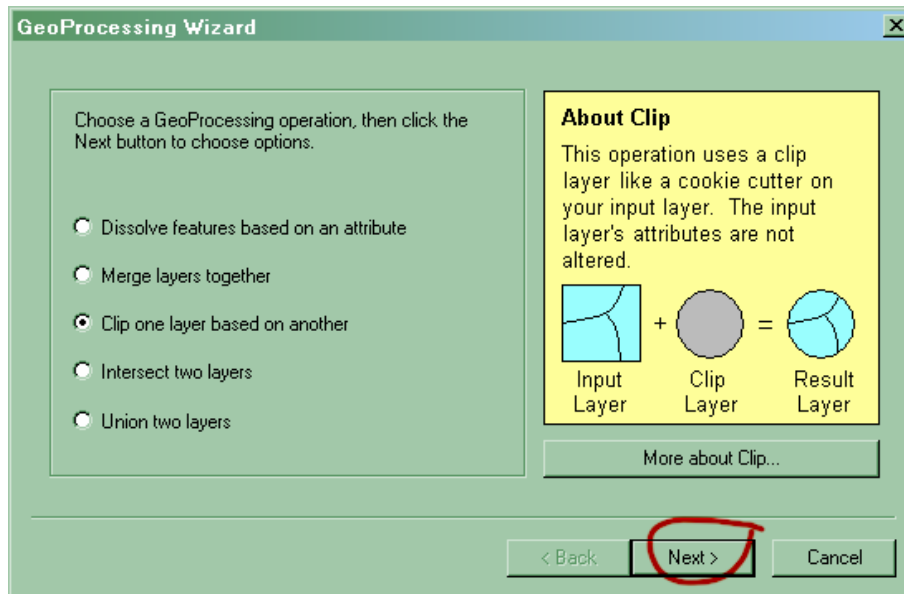 GeoProcessing Wizard
Choose a GeoProcessing operation, then click the
Next button to choose options.
Dissolve features based on an attribute
Merge layers together
Clip one layer based on another
Intersect two layers
Union two layers
About Clip
This operation uses a clip
layer like a cookie cutter on
your input layer. The input
layer's attributes are not
altered.
+ =
Input Clip Result
Layer Layer Layer
More about Clip...
< Back Next > Cancel